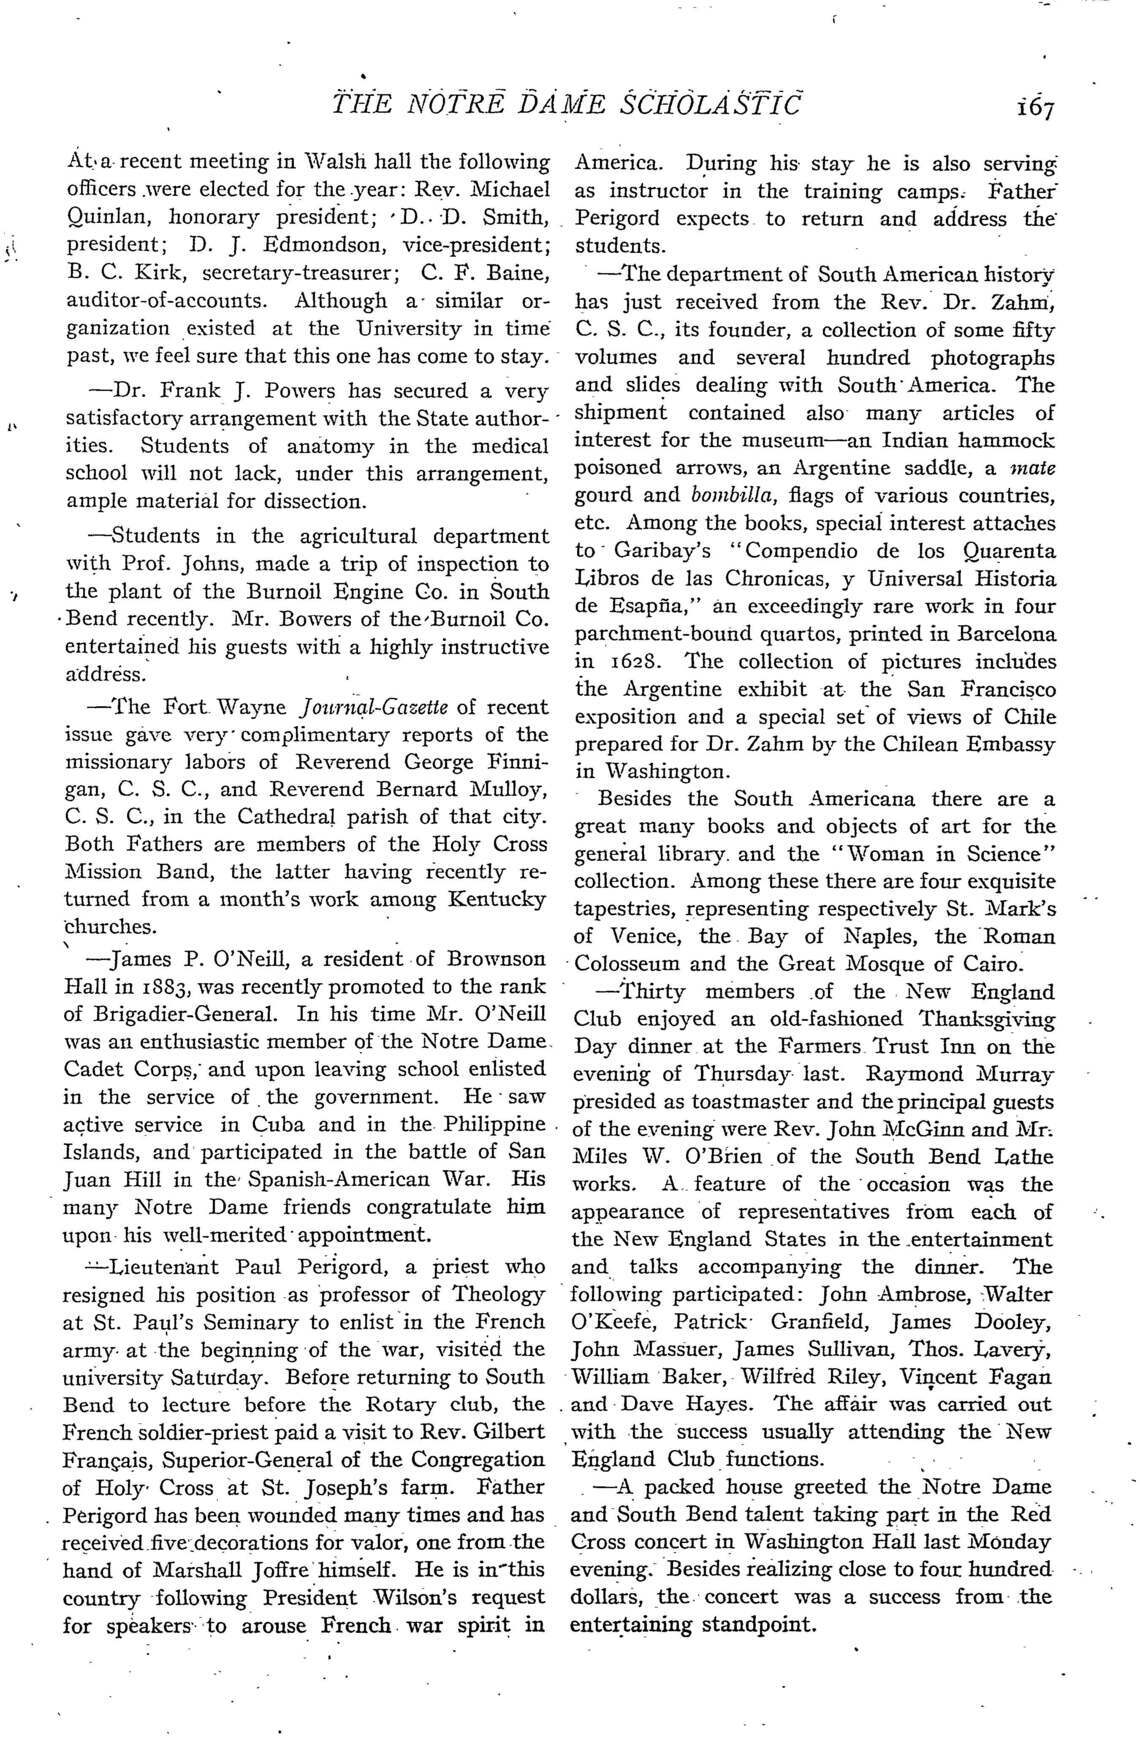 THE NOTRE DAME SCHOLASTIC 167
At a recent meeting in Walsh hall the following
officers were elected for the year: Rev. Michael
Quinlan, honorary president; D. D. Smith,
president; D. J. Edmondson, vice-president;
B. C. Kirk, secretary-treasurer; C. F. Baine,
auditor-of-accounts. Although a similar or-
ganization existed at the University in time
past, we feel sure that this one has come to stay.
—Dr. Frank J. Powers has secured a very
satisfactory arrangement with the State author-
ities. Students of anatomy in the medical
school will not lack, under this arrangement,
ample material for dissection.
—Students in the agricultural department
with Prof. Johns, made a trip of inspection to
the plant of the Burnoil Engine Co. in South
Bend recently. Mr. Bowers of the Burnoil Co.
entertained his guests with a highly instructive
address.
—The Fort Wayne Journal-Gazette of recent
issue gave very complimentary reports of the
missionary labors of Reverend George Finni-
gan, C. S. C., and Reverend Bernard Mulloy,
C. S. C., in the Cathedral parish of that city.
Both Fathers are members of the Holy Cross
Mission Band, the latter having recently re-
turned from a month's work among Kentucky
churches.
—James P. O'Neill, a resident of Brownson
Hall in 1883, was recently promoted to the rank
of Brigadier-General. In his time Mr. O'Neill
was an enthusiastic member of the Notre Dame
Cadet Corps, and upon leaving school enlisted
in the service of the government. He saw
active service in Cuba and in the Philippine
Islands, and participated in the battle of San
Juan Hill in the Spanish-American War. His
many Notre Dame friends congratulate him
upon his well-merited appointment.
—Lieutenant Paul Perigord, a priest who
resigned his position as professor of Theology
at St. Paul's Seminary to enlist in the French
army at the beginning of the war, visited the
university Saturday. Before returning to South
Bend to lecture before the Rotary club, the
French soldier-priest paid a visit to Rev. Gilbert
Français, Superior-General of the Congregation
of Holy Cross at St. Joseph's farm. Father
Perigord has been wounded many times and has
received five decorations for valor, one from the
hand of Marshall Joffre himself. He is in this
country following President Wilson's request
for speakers to arouse French war spirit in
America. During his stay he is also serving
as instructor in the training camps. Father
Perigord expects to return and address the
students.
—The department of South American history
has just received from the Rev. Dr. Zahm,
C. S. C., its founder, a collection of some fifty
volumes and several hundred photographs
and slides dealing with South America. The
shipment contained also many articles of
interest for the museum—an Indian hammock
poisoned arrows, an Argentine saddle, a mate
gourd and bombilla, flags of various countries,
etc. Among the books, special interest attaches
to Garibay's "Compendio de los Quarenta
Libros de las Chronicas, y Universal Historia
de Esapña," an exceedingly rare work in four
parchment-bound quartos, printed in Barcelona
in 1628. The collection of pictures includes
the Argentine exhibit at the San Francisco
exposition and a special set of views of Chile
prepared for Dr. Zahm by the Chilean Embassy
in Washington.
Besides the South Americana there are a
great many books and objects of art for the
general library and the "Woman in Science"
collection. Among these there are four exquisite
tapestries, representing respectively St. Mark's
of Venice, the Bay of Naples, the Roman
Colosseum and the Great Mosque of Cairo.
—Thirty members of the New England
Club enjoyed an old-fashioned Thanksgiving
Day dinner at the Farmers Trust Inn on the
evening of Thursday last. Raymond Murray
presided as toastmaster and the principal guests
of the evening were Rev. John McGinn and Mr.
Miles W. O'Brien of the South Bend Lathe
works. A feature of the occasion was the
appearance of representatives from each of
the New England States in the entertainment
and talks accompanying the dinner. The
following participated: John Ambrose, Walter
O'Keefe, Patrick Granfield, James Dooley,
John Massuer, James Sullivan, Thos. Lavery,
William Baker, Wilfred Riley, Vincent Fagan
and Dave Hayes. The affair was carried out
with the success usually attending the New
England Club functions.
—A packed house greeted the Notre Dame
and South Bend talent taking part in the Red
Cross concert in Washington Hall last Monday
evening. Besides realizing close to four hundred
dollars, the concert was a success from the
entertaining standpoint.